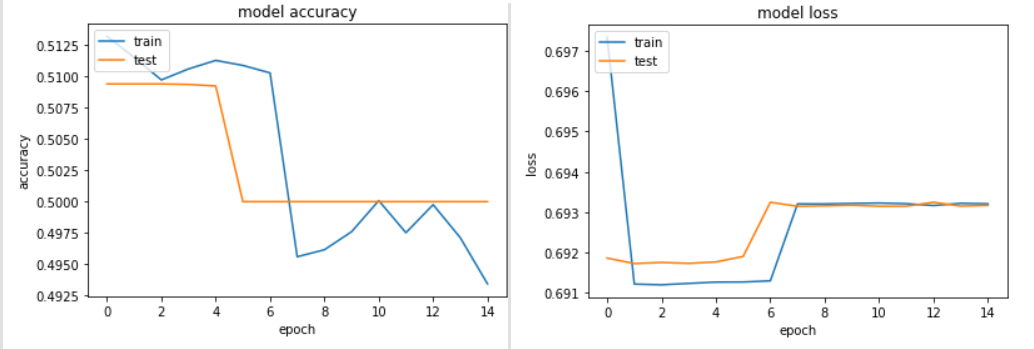 model accuracy
train
test
0.5125
0.5100
0.5075
0.5050
0.5025
0.5000
0.4975
0.4950
0.4925
accuracy
0 2 4 6 8 10 12 14
epoch
model loss
train
test
0.697
0.696
0.695
0.694
0.693
0.692
0.691
loss
0 2 4 6 8 10 12 14
epoch